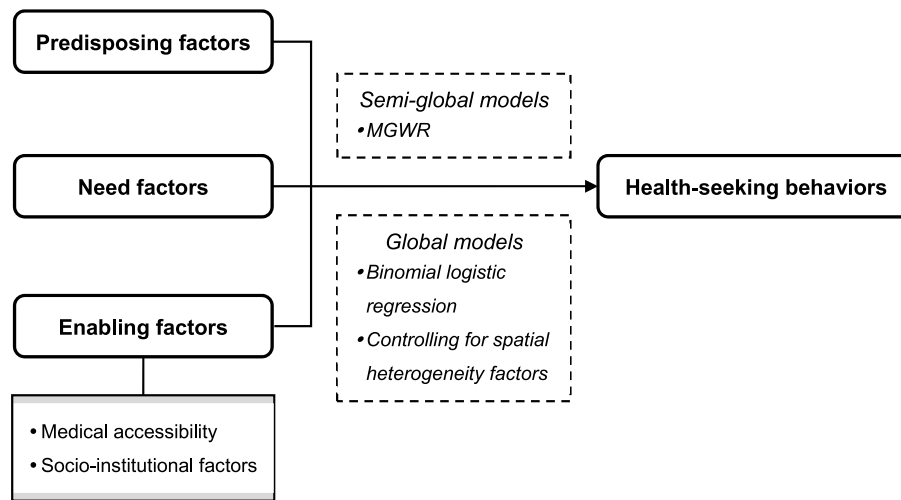 Predisposing factors
Semi-global models
•MGWR
Need factors
Health-seeking behaviors
Global models
•Binomial logistic
regression
•Controlling for spatial
heterogeneity factors
Enabling factors
•Medical accessibility
•Socio-institutional factors